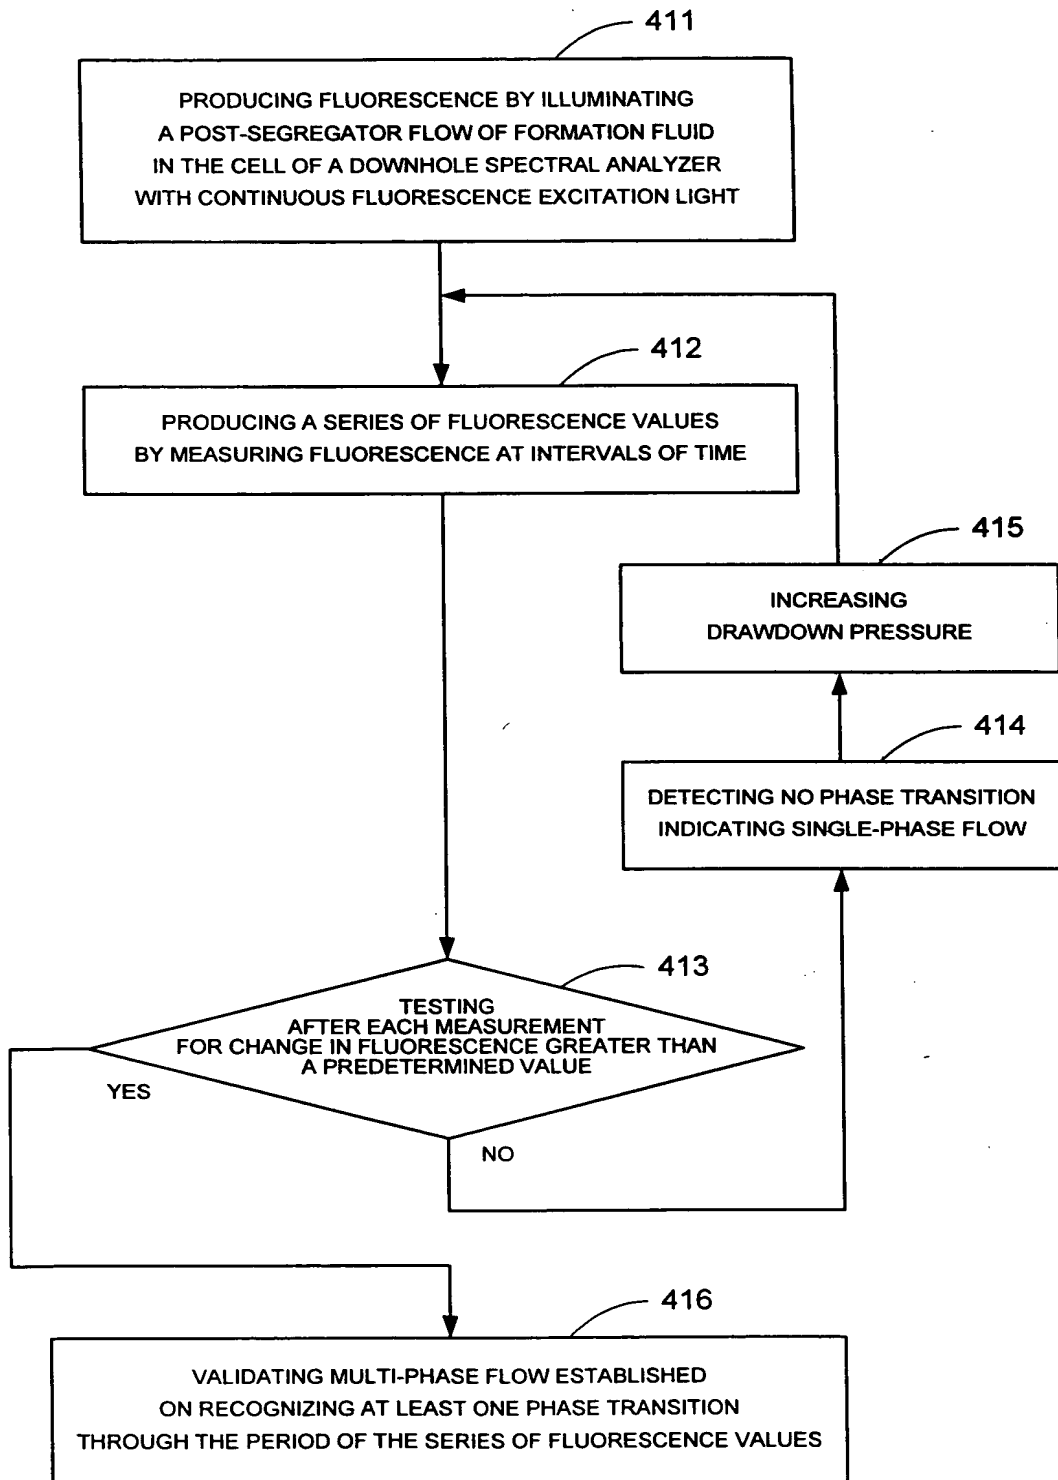 411
PRODUCING FLUORESCENCE BY ILLUMINATING
A POST-SEGREGATOR FLOW OF FORMATION FLUID
IN THE CELL OF A DOWNHOLE SPECTRAL ANALYZER
WITH CONTINUOUS FLUORESCENCE EXCITATION LIGHT
412
PRODUCING A SERIES OF FLUORESCENCE VALUES
BY MEASURING FLUORESCENCE AT INTERVALS OF TIME
415
INCREASING
DRAWDOWN PRESSURE
414
DETECTING NO PHASE TRANSITION
INDICATING SINGLE-PHASE FLOW
413
TESTING
AFTER EACH MEASUREMENT
FOR CHANGE IN FLUORESCENCE GREATER THAN
A PREDETERMINED VALUE
YES
NO
416
VALIDATING MULTI-PHASE FLOW ESTABLISHED
ON RECOGNIZING AT LEAST ONE PHASE TRANSITION
THROUGH THE PERIOD OF THE SERIES OF FLUORESCENCE VALUES